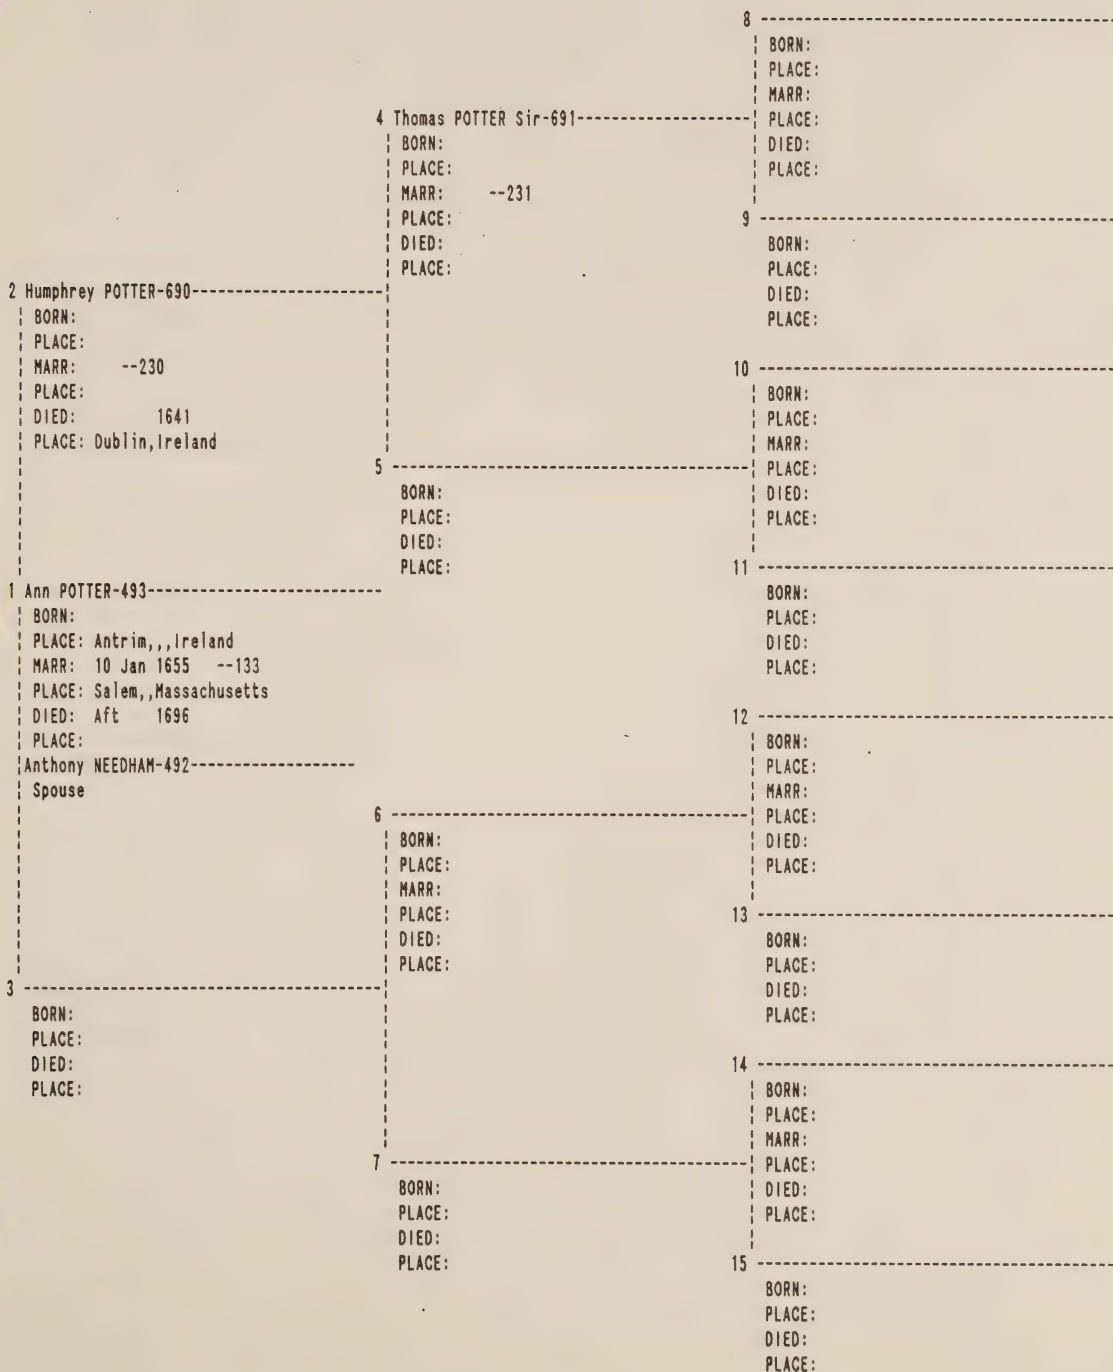 8 ----------------------------------------
BORN:
PLACE:
MARR:
4 Thomas POTTER Sir-691-------------------- PLACE:
BORN: DIED:
PLACE: PLACE:
MARR: --231
PLACE: 9 ----------------------------------------
DIED: BORN:
PLACE: PLACE:
2 Humphrey POTTER-690---------------------- DIED:
BORN: PLACE:
PLACE:
MARR: --230 10 ----------------------------------------
PLACE: BORN:
DIED: 1641 PLACE:
PLACE: Dublin,Ireland MARR:
5 ---------------------------------------- PLACE:
BORN: DIED:
PLACE: PLACE:
DIED:
PLACE: 11 ----------------------------------------
1 Ann POTTER-493---------------------------
BORN: BORN:
PLACE: Antrim,,,Ireland PLACE:
MARR: 10 Jan 1655 --133 DIED:
PLACE: Salem,,Massachusetts PLACE:
DIED: Aft 1696
PLACE: 12 ----------------------------------------
Anthony NEEDHAM-492------------------- BORN:
Spouse PLACE:
MARR:
6 ---------------------------------------- PLACE:
BORN: DIED:
PLACE: PLACE:
MARR:
PLACE: 13 ----------------------------------------
DIED: BORN:
PLACE: PLACE:
3 ---------------------------------------- DIED:
BORN: PLACE:
PLACE:
DIED: 14 ----------------------------------------
PLACE: BORN:
PLACE:
MARR:
7 ---------------------------------------- PLACE:
BORN: DIED:
PLACE: PLACE:
DIED:
PLACE: 15 ----------------------------------------
BORN:
PLACE:
DIED:
PLACE: